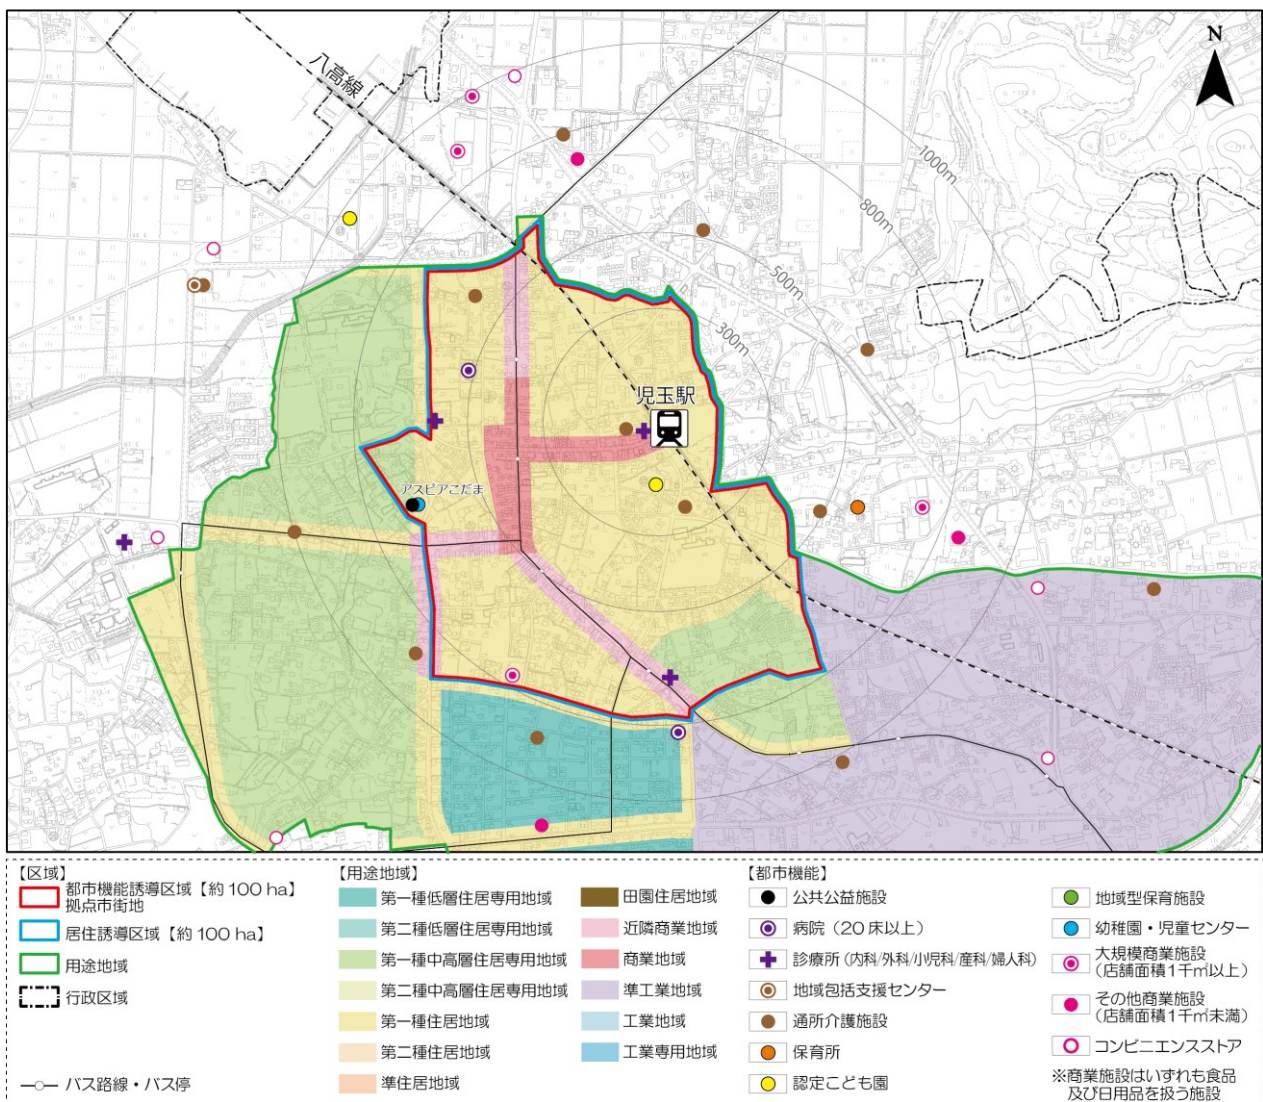 N
八高線
1000m
800m
500m
300m
児玉駅
アスピアこだま
【区域】
都市機能誘導区域【約 100 ha】
拠点市街地
居住誘導区域【約 100 ha】
用途地域
行政区域
バス路線・バス停
【用途地域】
第一種低層住居専用地域
第二種低層住居専用地域
第一種中高層住居専用地域
第二種中高層住居専用地域
第一種住居地域
第二種住居地域
準住居地域
田園住居地域
近隣商業地域
商業地域
準工業地域
工業地域
工業専用地域
【都市機能】
公共公益施設
病院（20 床以上）
診療所（内科/外科/小児科/産科/婦人科）
地域包括支援センター
通所介護施設
保育所
認定こども園
地域型保育施設
幼稚園・児童センター
大規模商業施設
（店舗面積1千㎡以上）
その他商業施設
（店舗面積1千㎡未満）
コンビニエンスストア
※商業施設はいずれも食品
及び日用品を扱う施設